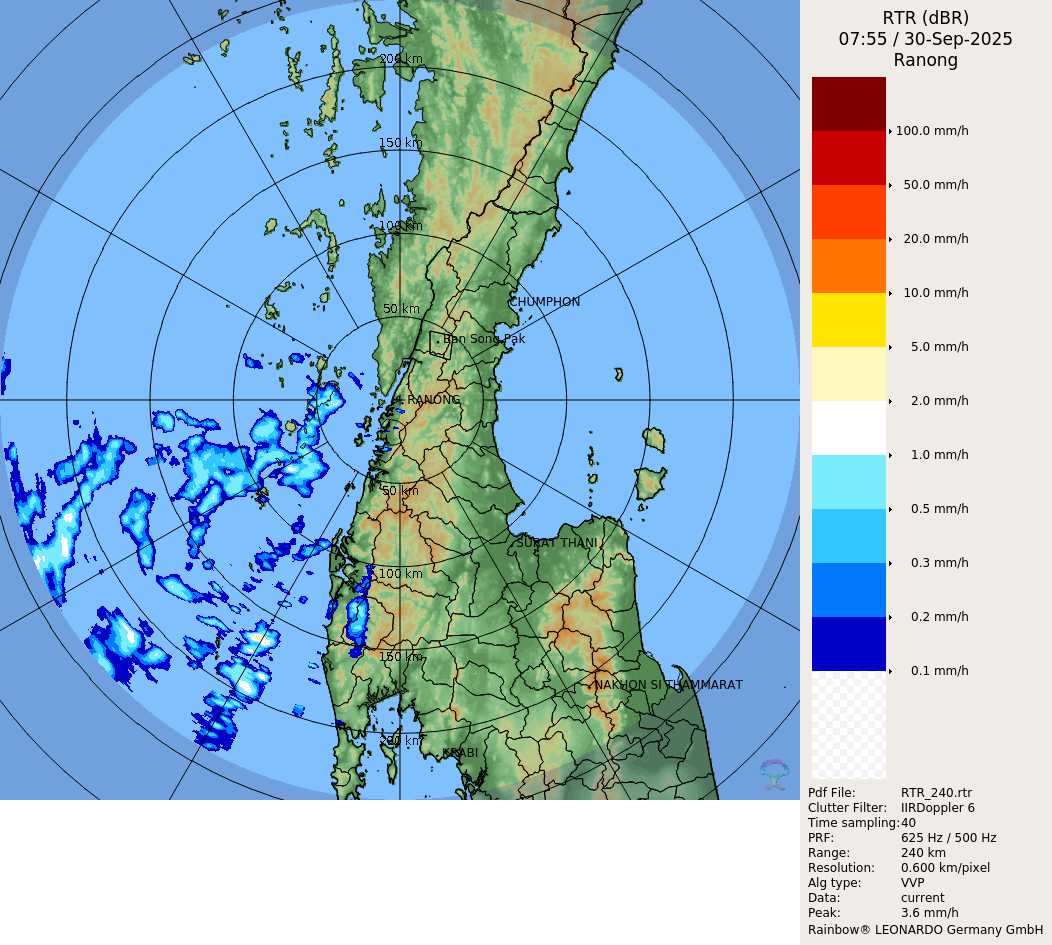 RTR (dBR)
07:55 / 30-Sep-2025
Ranong
200 km
150 km
100 km
50 km
CHUMPHON
Ban Song Pak
RANONG
50 km
SURAT THANI
100 km
150 km
NAKHON SI THAMMARAT
200 km
KRABI
100.0 mm/h
50.0 mm/h
20.0 mm/h
10.0 mm/h
5.0 mm/h
2.0 mm/h
1.0 mm/h
0.5 mm/h
0.3 mm/h
0.2 mm/h
0.1 mm/h
Pdf File: RTR_240.rtr
Clutter Filter: IIRDoppler 6
Time sampling:40
PRF: 625 Hz / 500 Hz
Range: 240 km
Resolution: 0.600 km/pixel
Alg type: VVP
Data: current
Peak: 3.6 mm/h
Rainbow® LEONARDO Germany GmbH